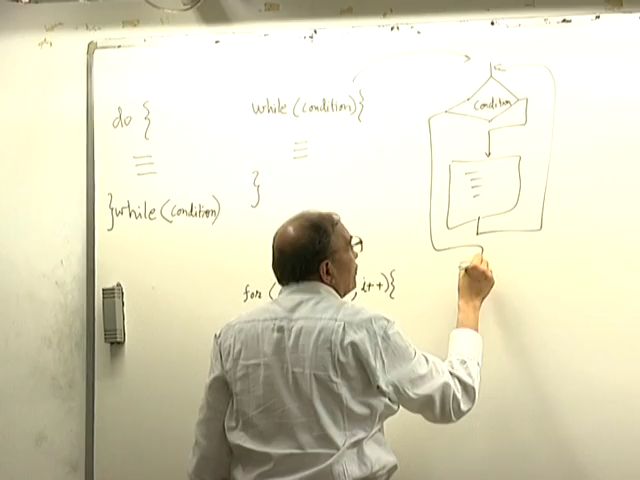 do {
}while (condition)
while (condition){
}
for (
, i++){
condition